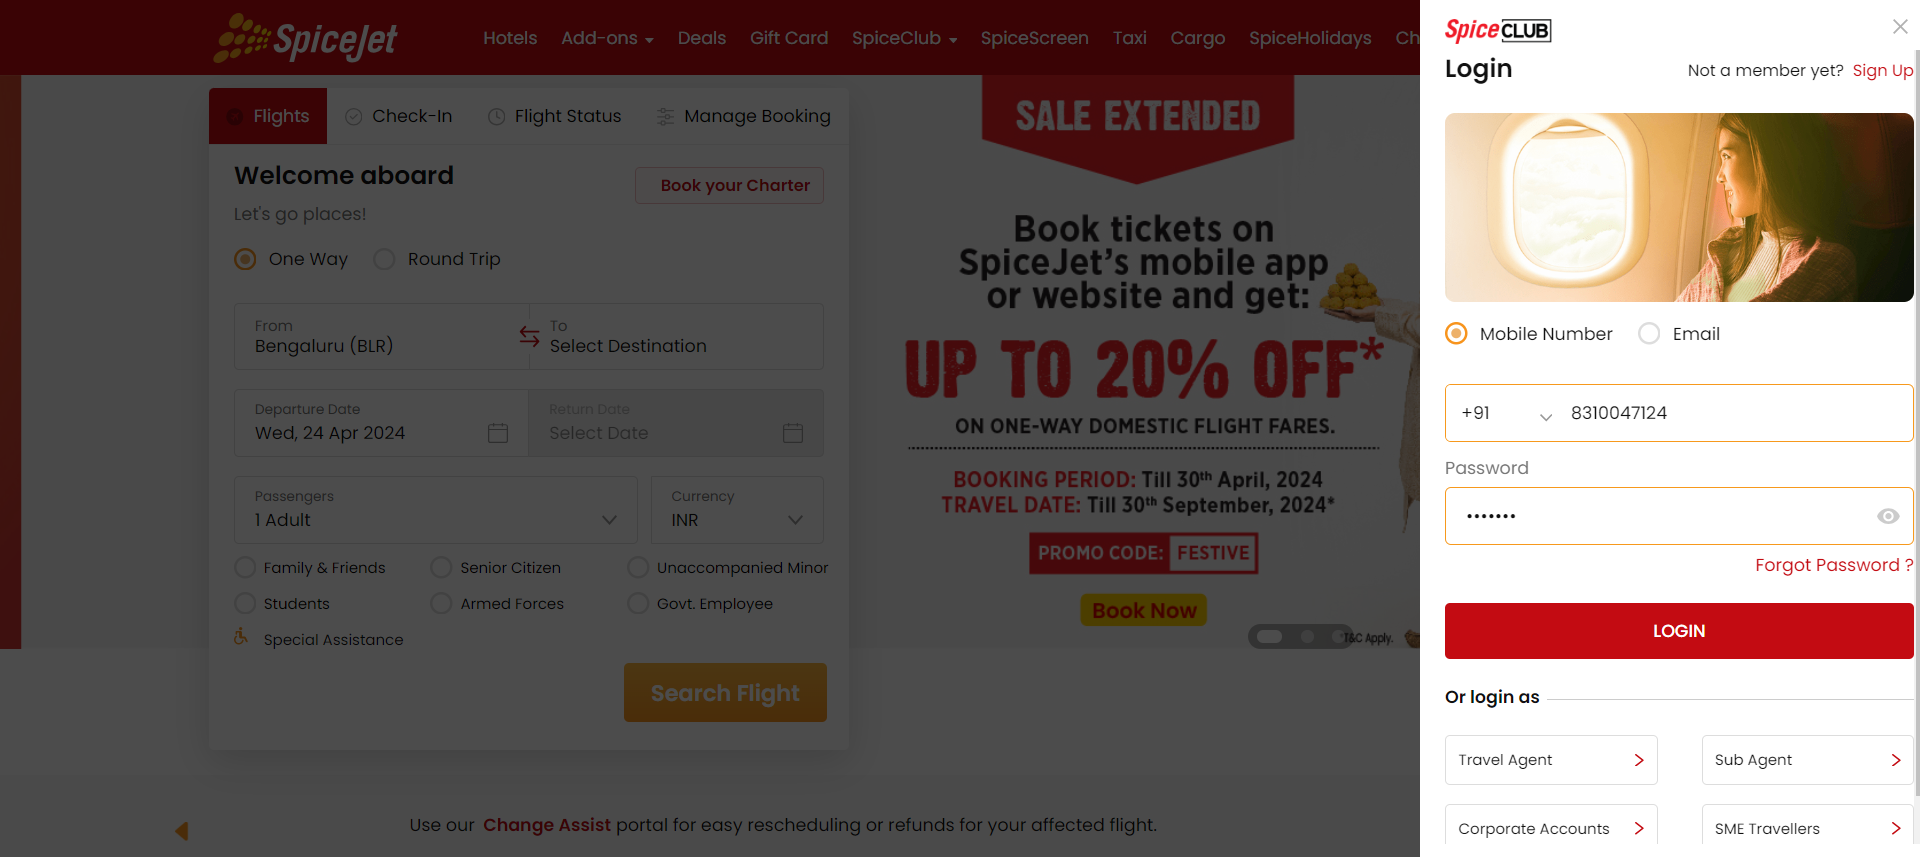 SpiceJet
Hotels Add-ons Deals Gift Card SpiceClub SpiceScreen Taxi Cargo SpiceHolidays Ch
Flights Check-In Flight Status Manage Booking
Welcome aboard
Book your Charter
Let's go places!
One Way Round Trip
From
Bengaluru (BLR)
To
Select Destination
Departure Date
Wed, 24 Apr 2024
Return Date
Select Date
Passengers
1 Adult
Currency
INR
Family & Friends Senior Citizen Unaccompanied Minor
Students Armed Forces Govt. Employee
Special Assistance
Search Flight
SALE EXTENDED
Book tickets on
SpiceJet's mobile app
or website and get:
UP TO 20% OFF*
ON ONE-WAY DOMESTIC FLIGHT FARES.
BOOKING PERIOD: Till 30th April, 2024
TRAVEL DATE: Till 30th September, 2024*
PROMO CODE: FESTIVE
Book Now
*T&C Apply.
Use our Change Assist portal for easy rescheduling or refunds for your affected flight.
SpiceCLUB
Login
Not a member yet? Sign Up
Mobile Number Email
+91 8310047124
Password
•••••••
Forgot Password ?
LOGIN
Or login as
Travel Agent Sub Agent
Corporate Accounts SME Travellers